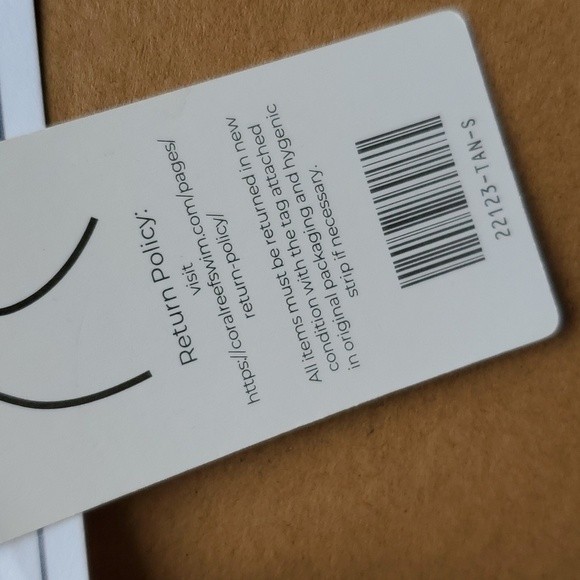 Return Policy:
visit
https://coralreefswim.com/pages/
return-policy/
All items must be returned in new
condition with the tag attached
in original packaging and hygenic
strip if necessary.
22123-TAN-S